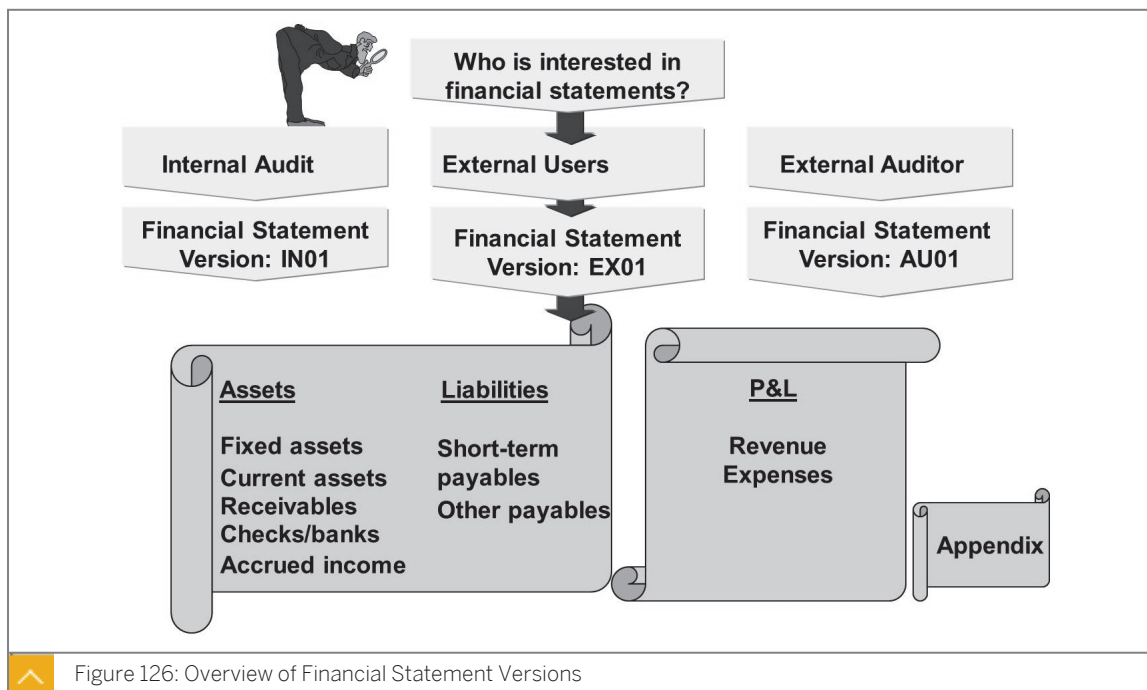 Who is interested in
financial statements?
Internal Audit
External Users
External Auditor
Financial Statement
Version: IN01
Financial Statement
Version: EX01
Financial Statement
Version: AU01
Assets
Fixed assets
Current assets
Receivables
Checks/banks
Accrued income
Liabilities
Short-term
payables
Other payables
P&L
Revenue
Expenses
Appendix
Figure 126: Overview of Financial Statement Versions